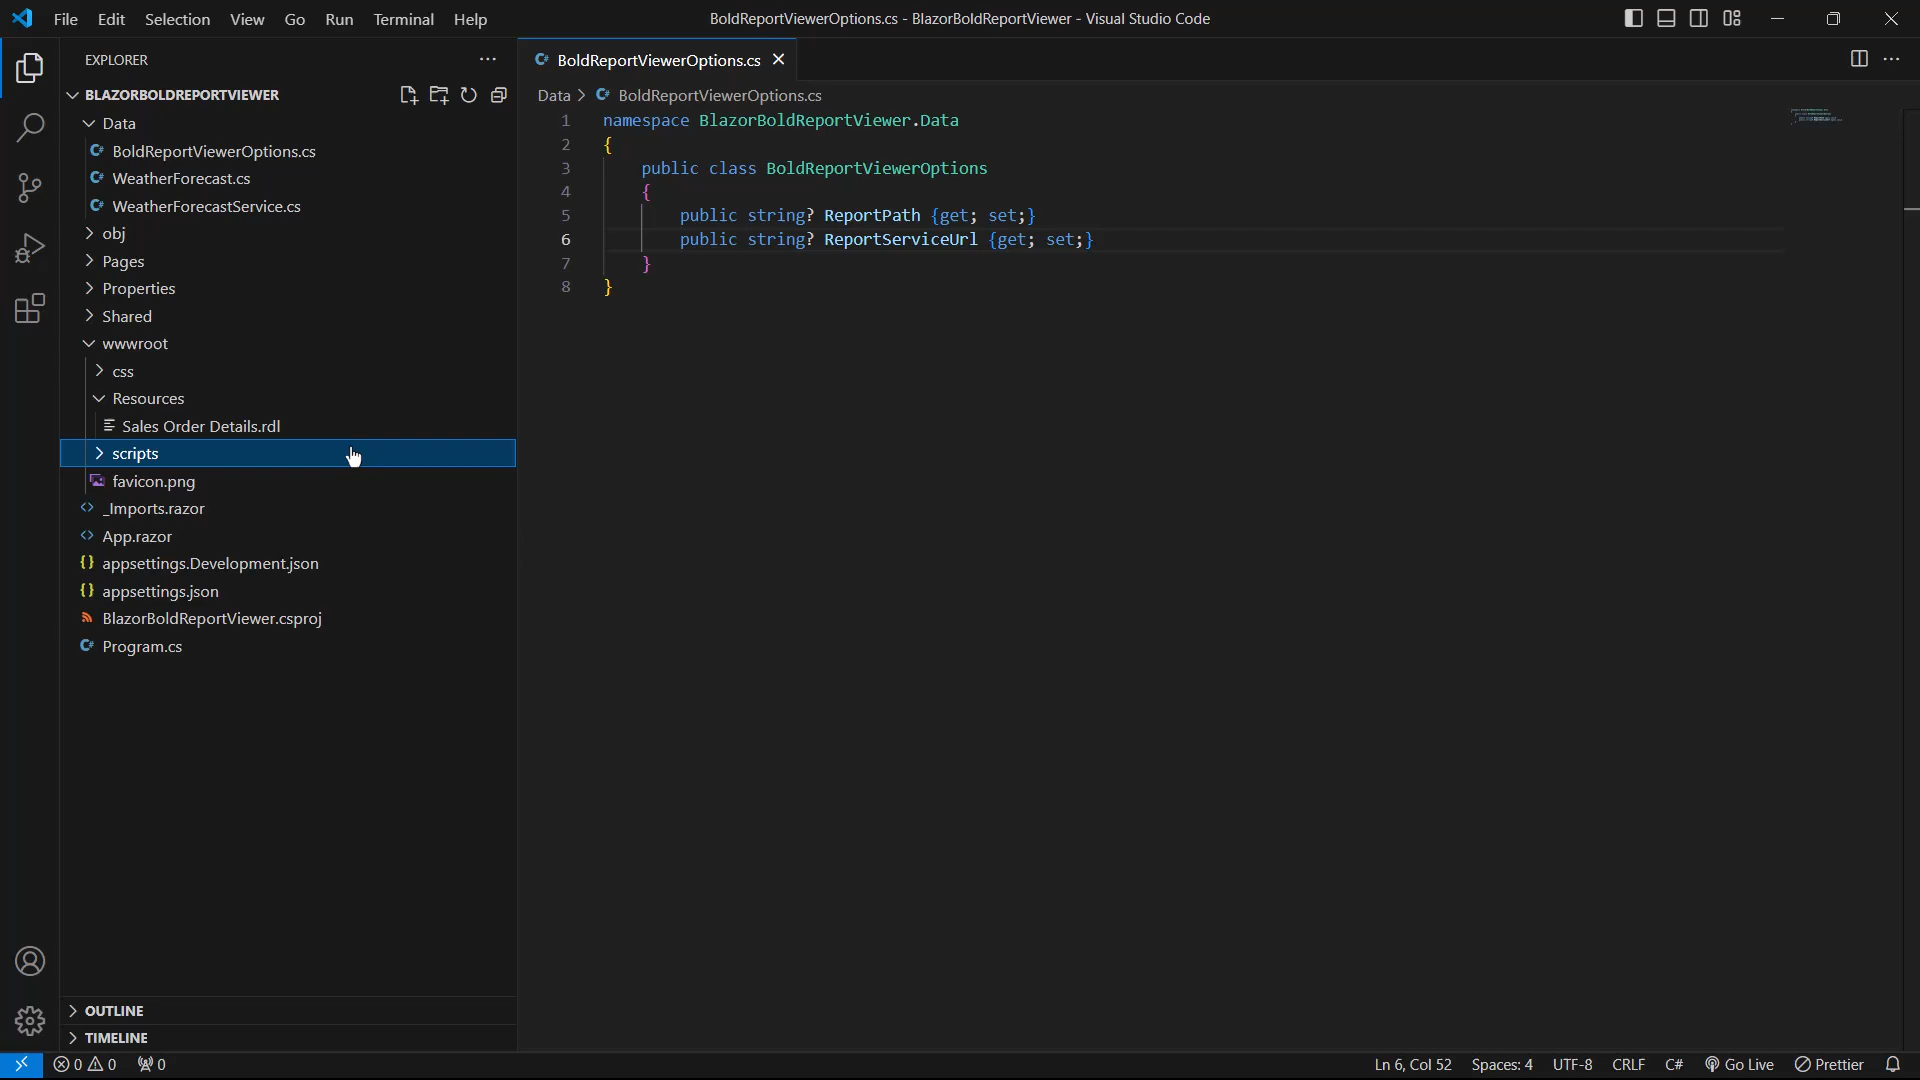 File Edit Selection View Go Run Terminal Help
BoldReportViewerOptions.cs - BlazorBoldReportViewer - Visual Studio Code
EXPLORER
BLAZORBOLDREPORTVIEWER
Data
BoldReportViewerOptions.cs
WeatherForecast.cs
WeatherForecastService.cs
obj
Pages
Properties
Shared
wwwroot
css
Resources
Sales Order Details.rdl
scripts
favicon.png
_Imports.razor
App.razor
appsettings.Development.json
appsettings.json
BlazorBoldReportViewer.csproj
Program.cs
OUTLINE
TIMELINE
BoldReportViewerOptions.cs
Data > BoldReportViewerOptions.cs
1 namespace BlazorBoldReportViewer.Data
2 {
3 public class BoldReportViewerOptions
4 {
5 public string? ReportPath {get; set;}
6 public string? ReportServiceUrl {get; set;}
7 }
8 }
0 0 0 Ln 6, Col 52 Spaces: 4 UTF-8 CRLF C# Go Live Prettier